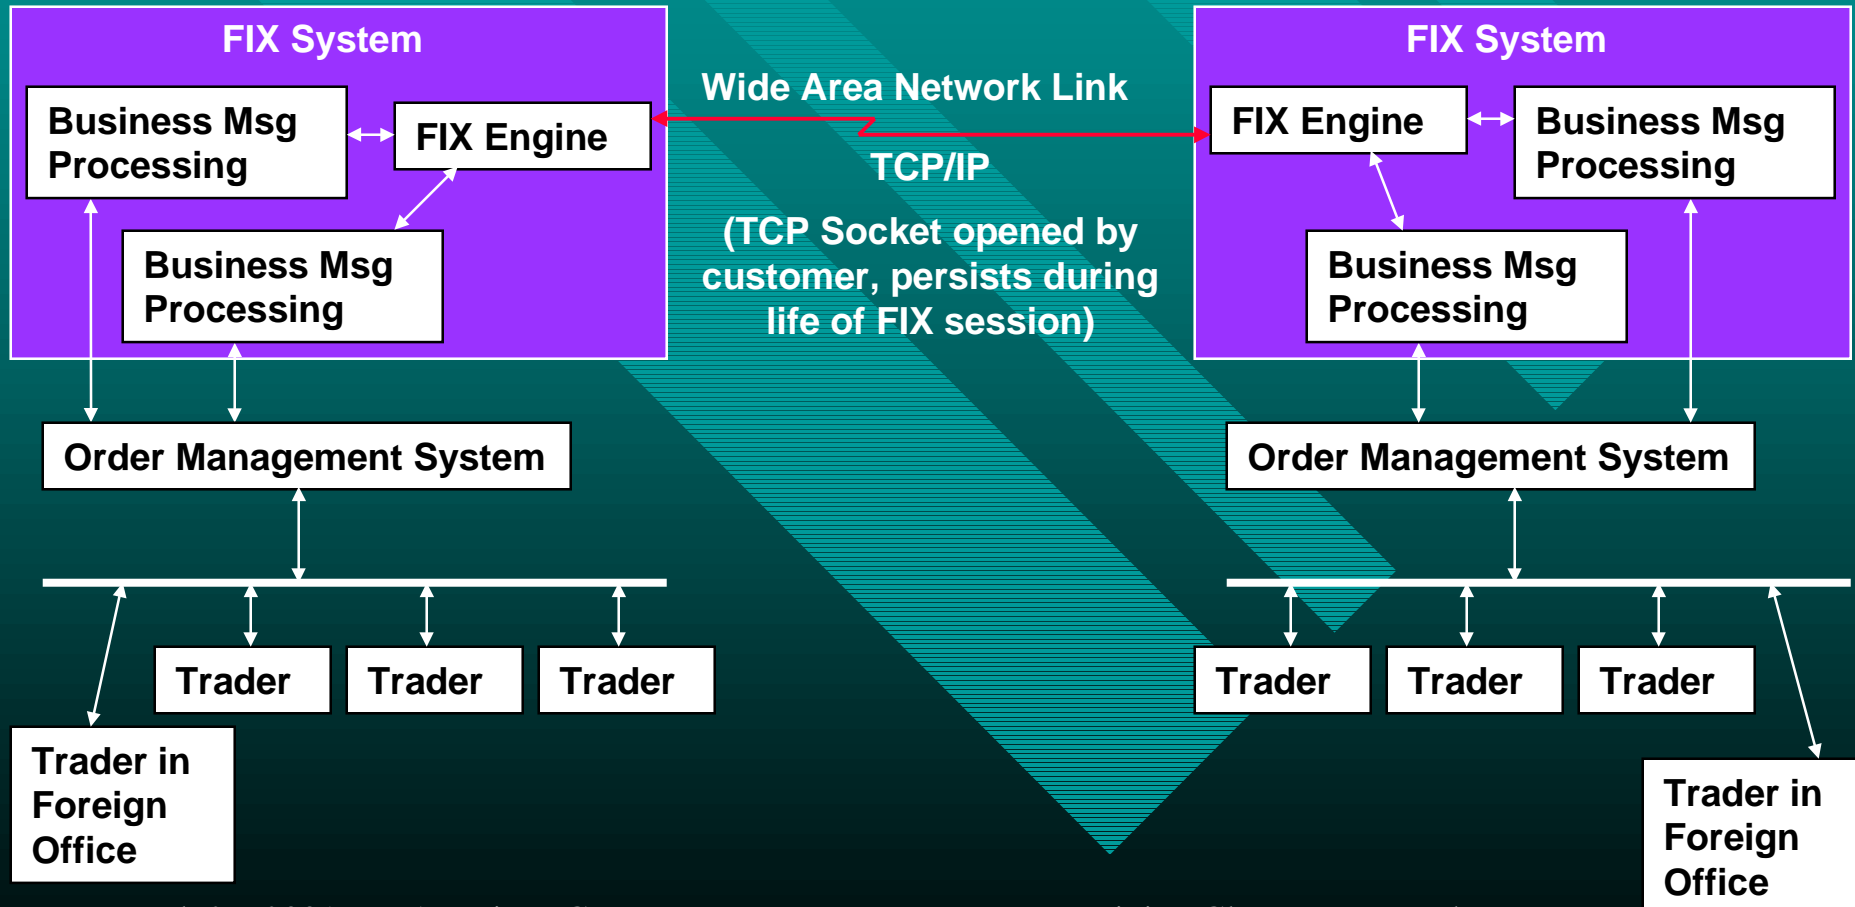 FIX System
Business Msg
Processing
FIX Engine
Business Msg
Processing
Order Management System
Trader
Trader
Trader
Trader in
Foreign
Office
Wide Area Network Link
TCP/IP
(TCP Socket opened by
customer, persists during
life of FIX session)
FIX System
FIX Engine
Business Msg
Processing
Business Msg
Processing
Order Management System
Trader
Trader
Trader
Trader in
Foreign
Office